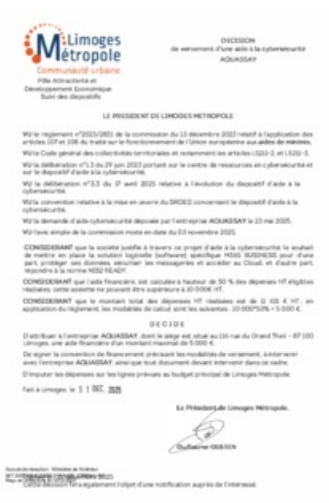 Limoges
Métropole
Communauté urbaine
Pôle Attractivité et
Développement Economique
Suivi des dispositifs
DECISION
de versement d'une aide à la cybersécurité
AQUASSAY
LE PRESIDENT DE LIMOGES METROPOLE
VU le règlement n°2023/2831 de la commission du 13 décembre 2023 relatif à l'application des
articles 107 et 108 du traité sur le fonctionnement de l'Union européenne aux aides de minimis,
VU le Code général des collectivités territoriales et notamment les articles L5211-2, et L5211-3,
VU la délibération n°1.3 du 29 juin 2023 portant sur le centre de ressources en cybersécurité et
sur le dispositif d'aide à la cybersécurité,
VU la délibération n°3.3 du 17 avril 2025 relative à l'évolution du dispositif d'aide à la
cybersécurité,
VU la convention relative à la mise en œuvre du SRDEII concernant le dispositif d'aide à la
cybersécurité,
VU la demande d'aide cybersécurité déposée par l'entreprise AQUASSAY le 23 mai 2025,
VU l'avis simple de la commission mixte en date du 03 novembre 2025,
CONSIDERANT que la société justifie à travers ce projet d'aide à la cybersécurité le souhait
de mettre en place la solution logicielle (software) spécifique BUSINESS pour d'une
part, protéger ses données, sécuriser les messageries et accéder au Cloud, et d'autre part,
répondre à la norme NIS2 READY
CONSIDERANT que l'aide financière, est calculée à hauteur de 50 % des dépenses HT éligibles
réalisées, cette assiette ne pouvant être supérieure à 10 000€ HT,
CONSIDERANT que le montant total des dépenses HT réalisées est de 11 431 € HT; en
application du règlement, les modalités de calcul sont les suivantes : 10 000*50% = 5 000 €.
DECIDE
D'attribuer à l'entreprise AQUASSAY, dont le siège est situé au 116 rue du Grand Theil – 87 100
Limoges, une aide financière d'un montant maximal de 5 000 €.
De signer la convention de financement précisant les modalités de versement, à intervenir
avec l'entreprise AQUASSAY, ainsi que tout document devant intervenir dans ce cadre.
D'imputer les dépenses sur les lignes prévues au budget principal de Limoges Métropole.
Fait à Limoges, le 11 DEC. 2025
Le Président de Limoges Métropole,
Guillaume GUERIN
Accusé de réception - Ministère de l'Intérieur
2025
Cette décision fera également l'objet d'une notification auprès de l'intéressé